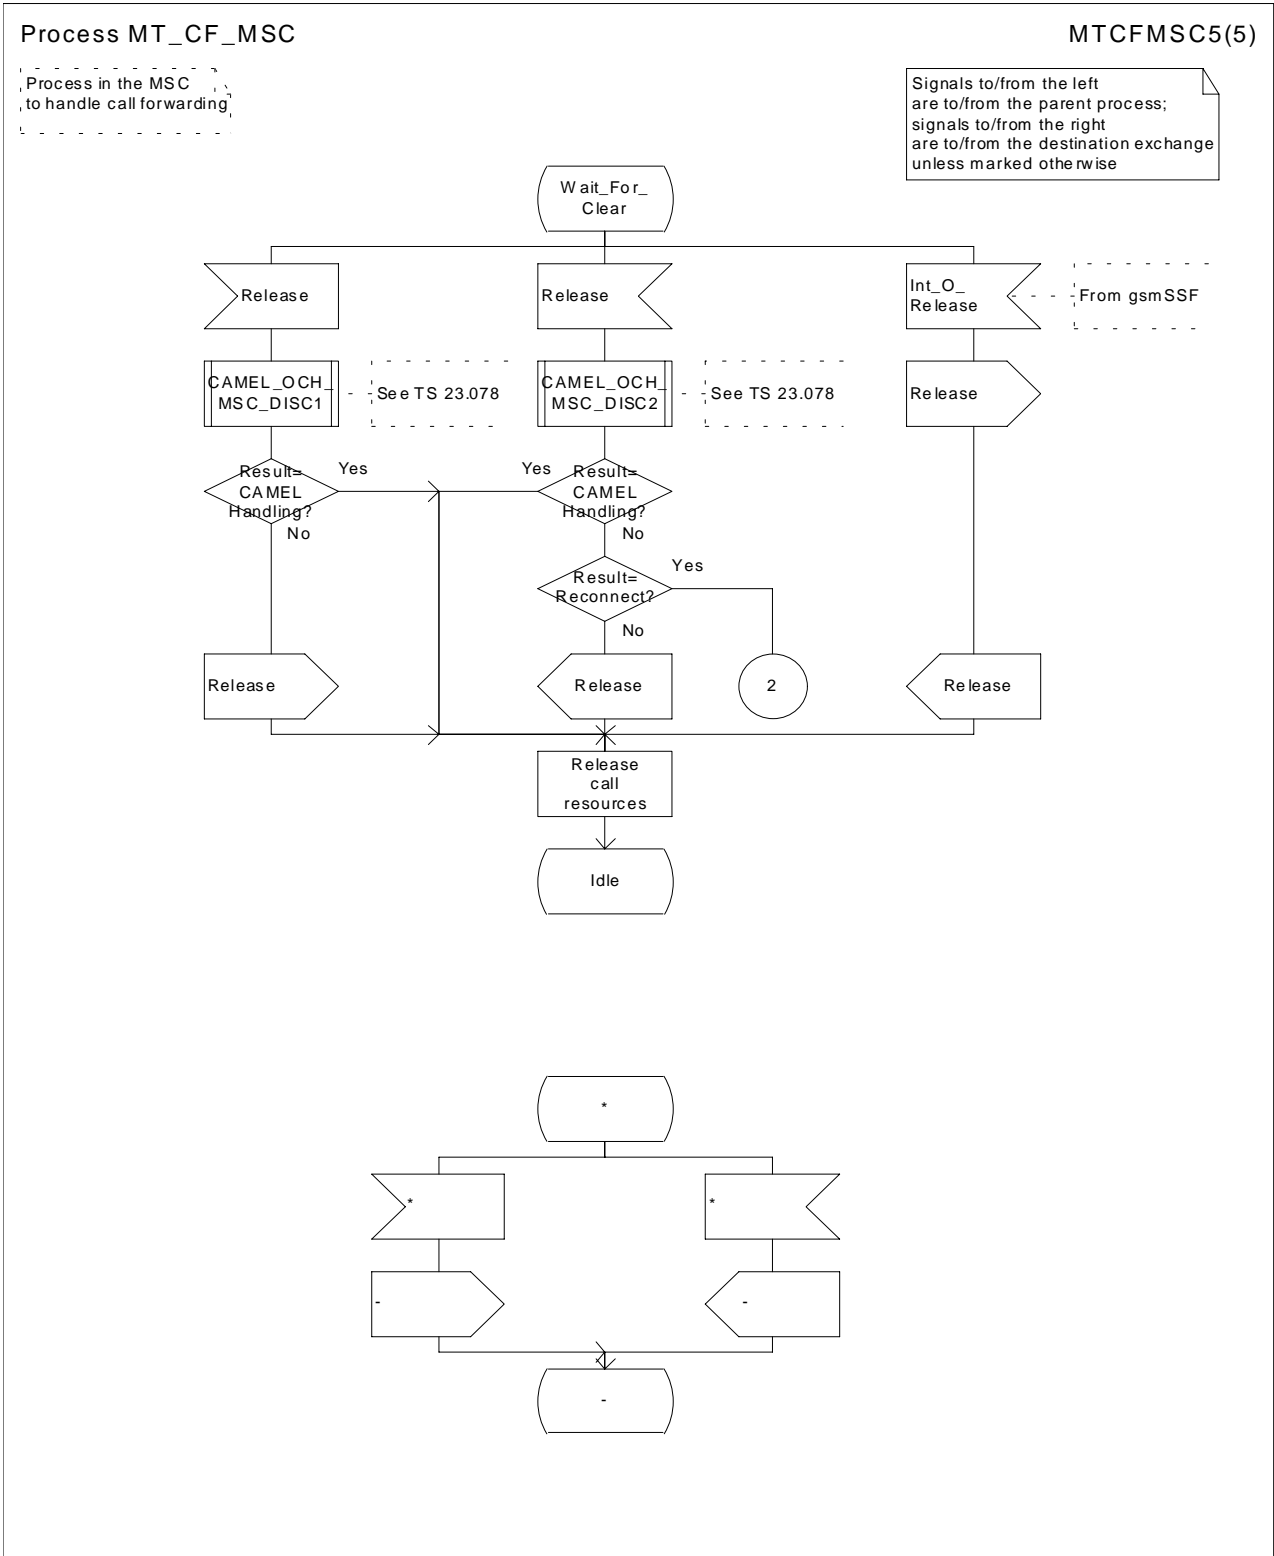 Process MT_CF_MSC
MTCFMSC5(5)
Process in the MSC
to handle call forwarding
Signals to/from the left
are to/from the parent process;
signals to/from the right
are to/from the destination exchange
unless marked otherwise
Wait_For_
Clear
Release
Release
Int_O_
Release
From gsmSSF
CAMEL_OCH_
MSC_DISC1
See TS 23.078
CAMEL_OCH_
MSC_DISC2
See TS 23.078
Release
Result=
CAMEL
Handling?
Yes
No
Yes
Result=
CAMEL
Handling?
No
Result=
Reconnect?
Yes
No
Release
Release
2
Release
Release
call
resources
Idle
*
*
*
-
-
-